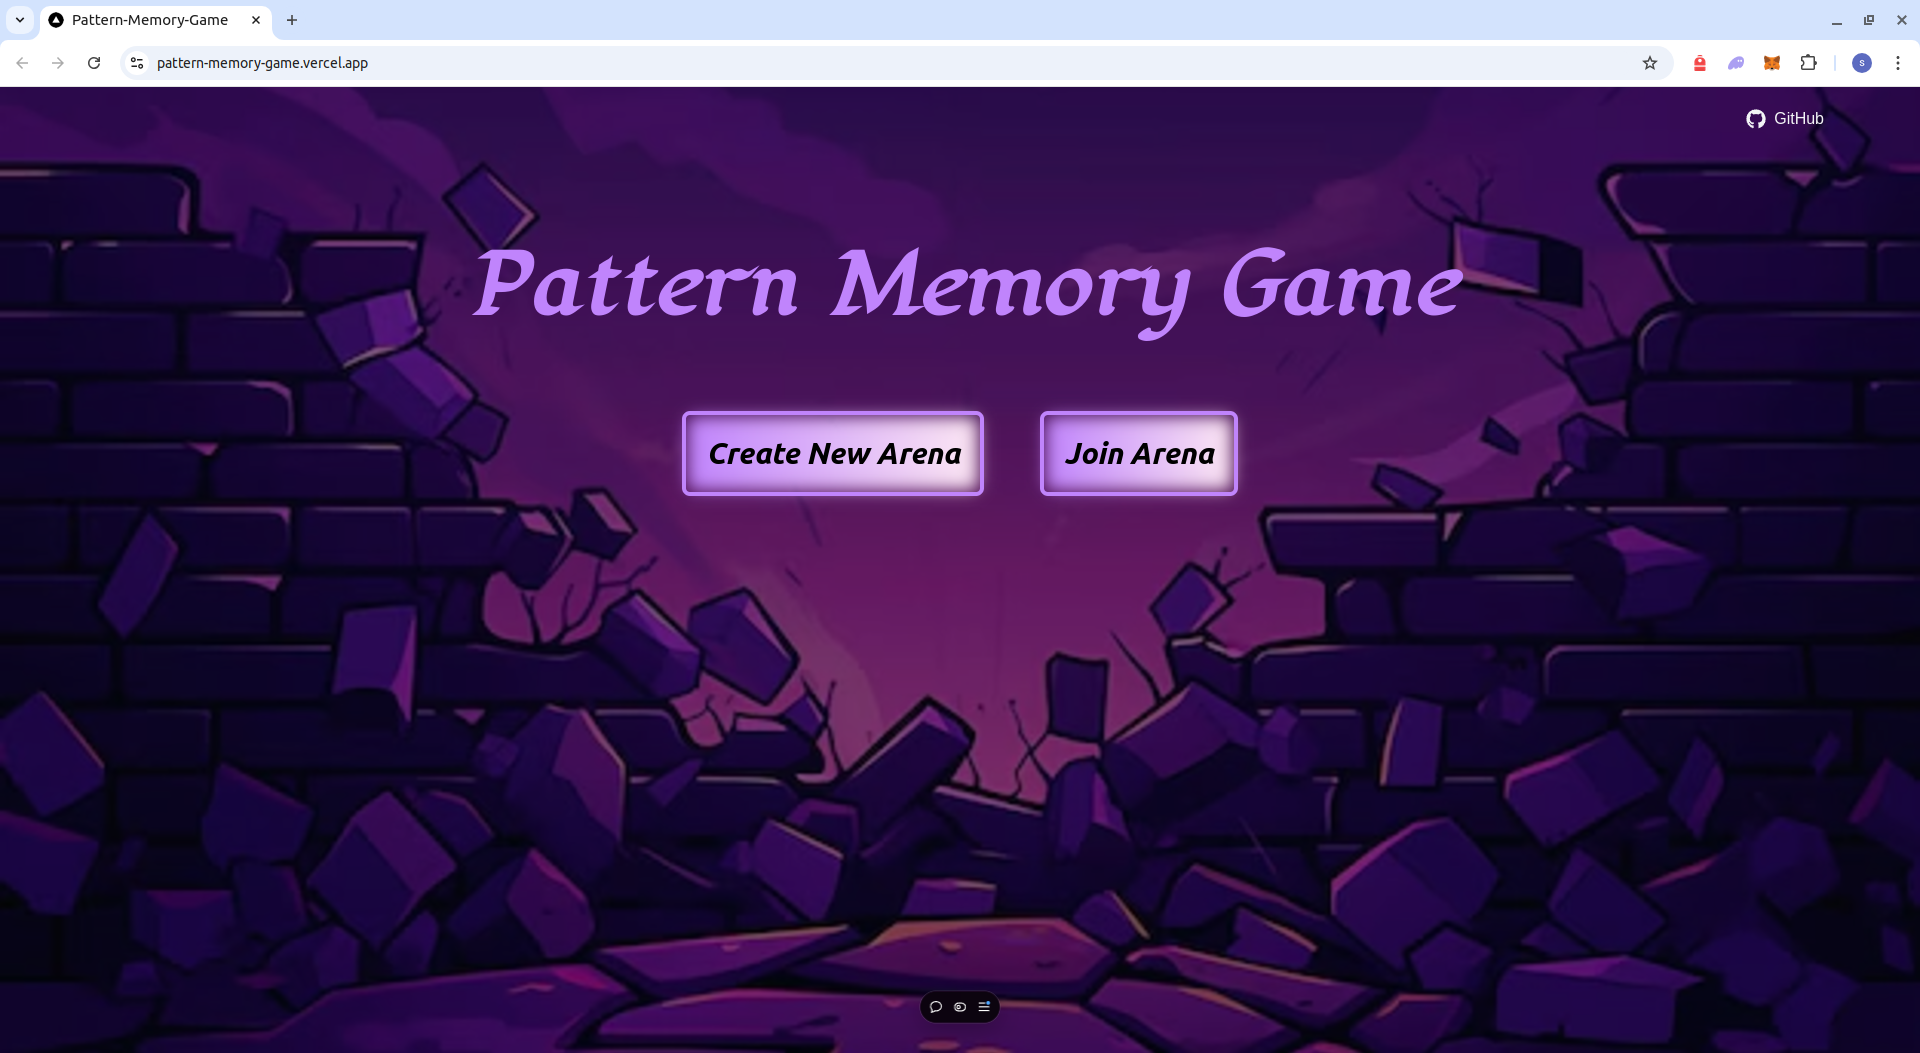 Pattern-Memory-Game
pattern-memory-game.vercel.app
S
GitHub
Pattern Memory Game
Create New Arena
Join Arena